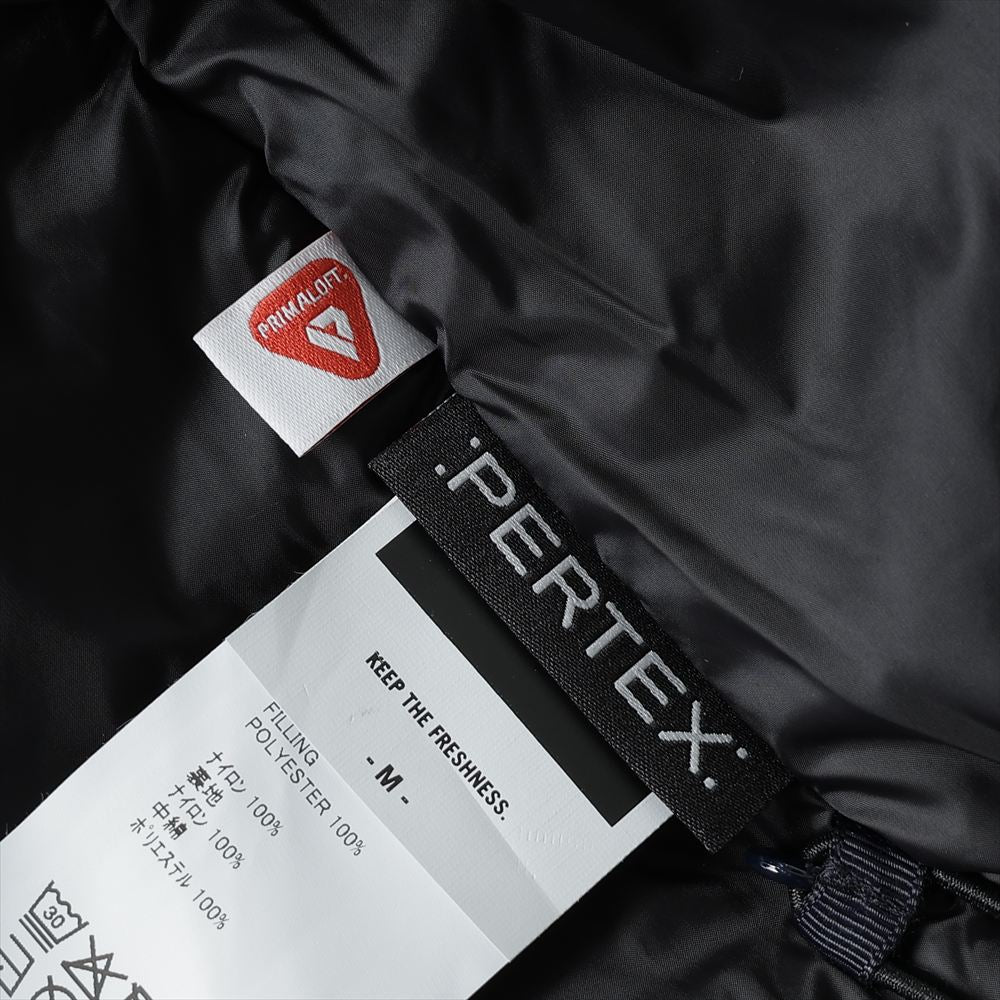 PRIMALOFT
PERTEX
KEEP THE FRESHNESS.
- M -
FILLING
POLYESTER 100%
ナイロン 100%
裏地
ナイロン 100%
中綿
ポリエステル 100%
30